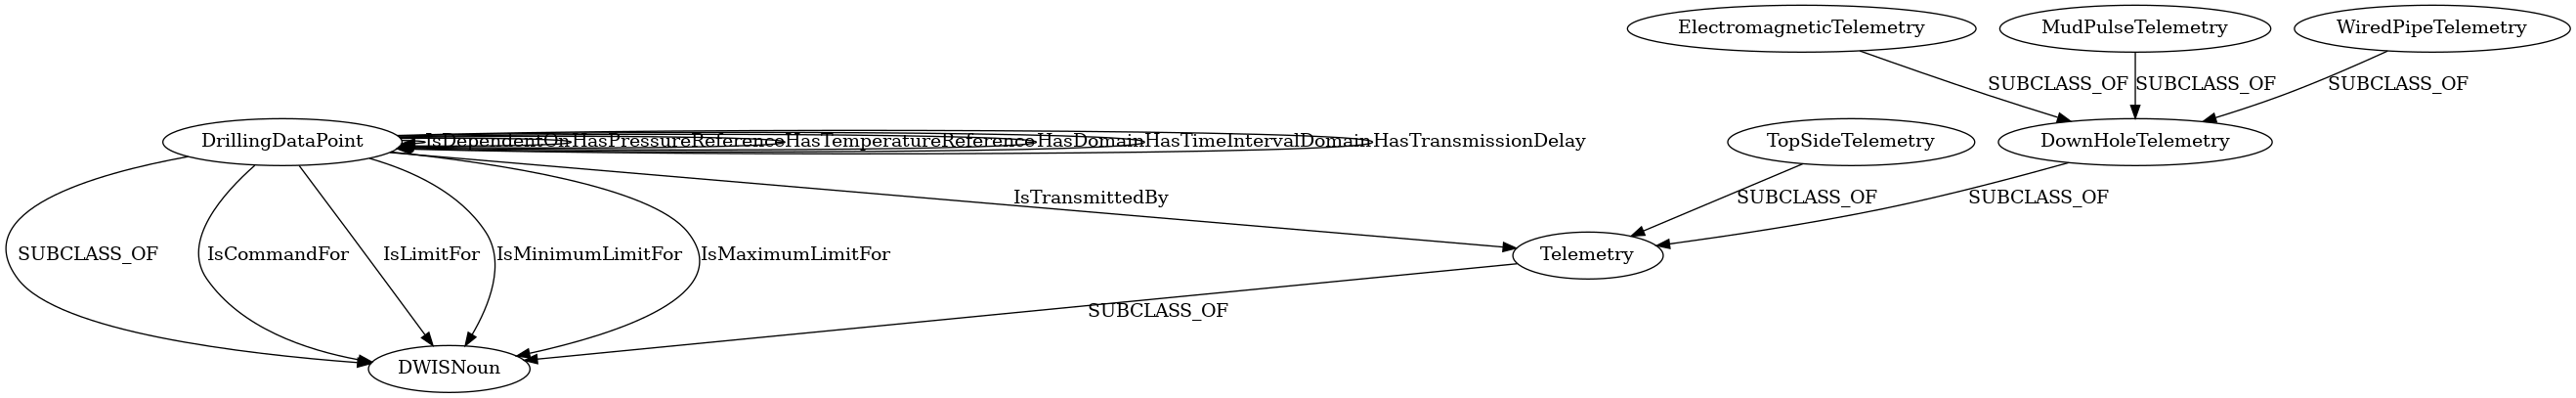 ElectromagneticTelemetry
MudPulseTelemetry
WiredPipeTelemetry
SUBCLASS_OF
SUBCLASS_OF
SUBCLASS_OF
DrillingDataPoint
IsDependentOn
HasPressureReference
HasTemperatureReference
HasDomain
HasTimeIntervalDomain
HasTransmissionDelay
TopSideTelemetry
DownHoleTelemetry
IsTransmittedBy
SUBCLASS_OF
SUBCLASS_OF
SUBCLASS_OF
IsCommandFor
IsLimitFor
IsMinimumLimitFor
IsMaximumLimitFor
Telemetry
SUBCLASS_OF
DWISNoun